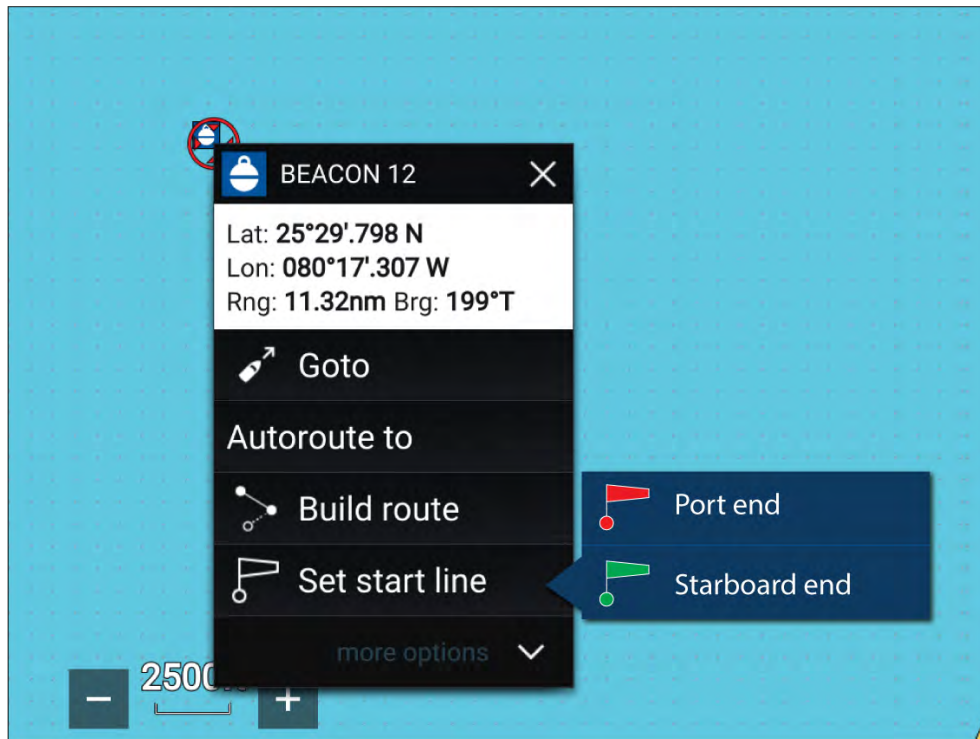 BEACON 12
Lat: 25°29'.798 N
Lon: 080°17'.307 W
Rng: 11.32nm Brg: 199°T
Goto
Autoroute to
Build route
Set start line
more options
Port end
Starboard end
2500